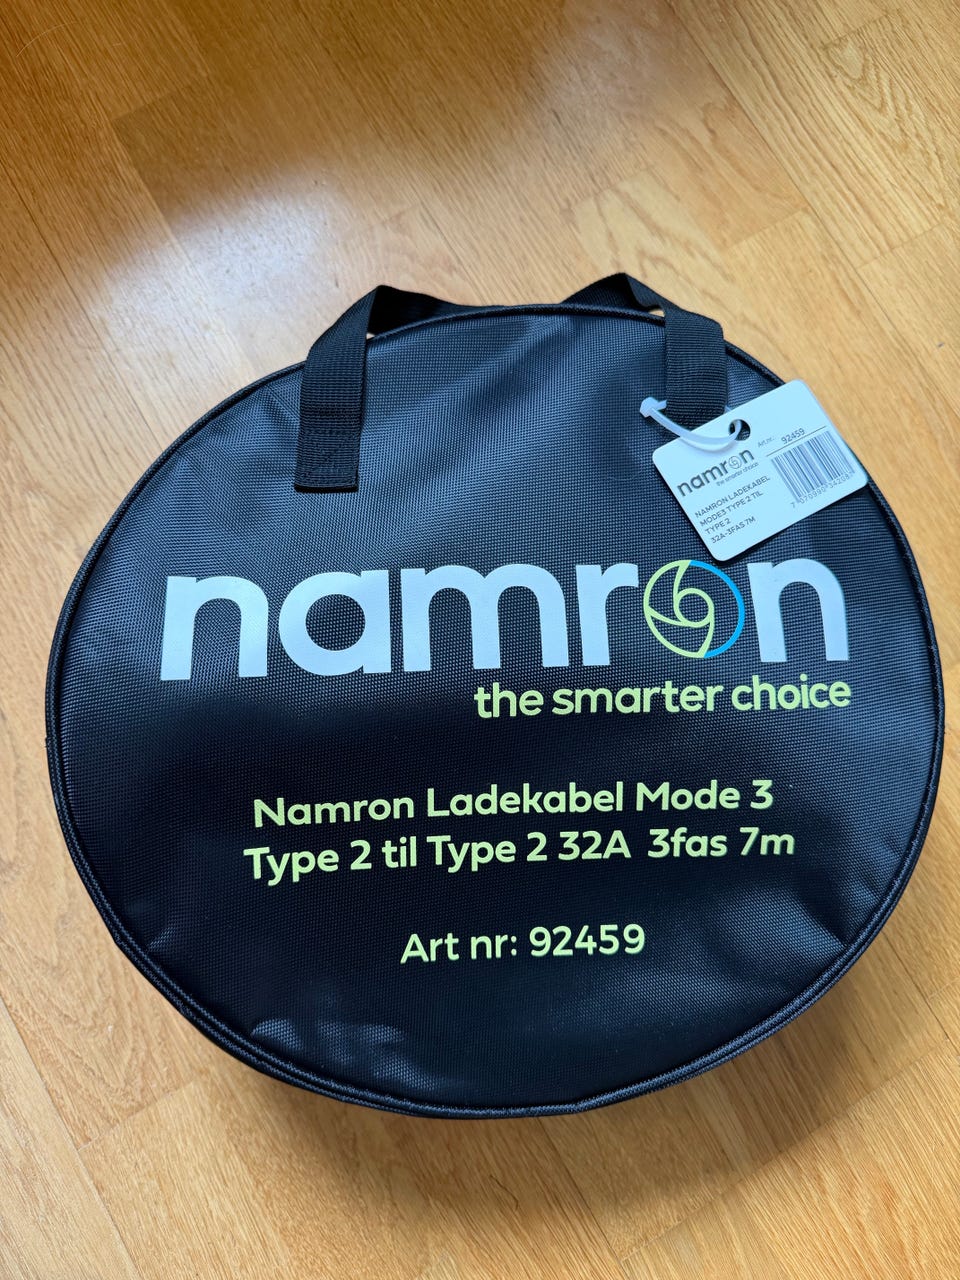 namron
the smarter choice
Art.nr.: 92459
NAMRON LADEKABEL
MODE3 TYPE 2 TIL
TYPE 2
32A-3FAS 7M
namron
the smarter choice
Namron Ladekabel Mode 3
Type 2 til Type 2 32A 3fas 7m
Art nr: 92459